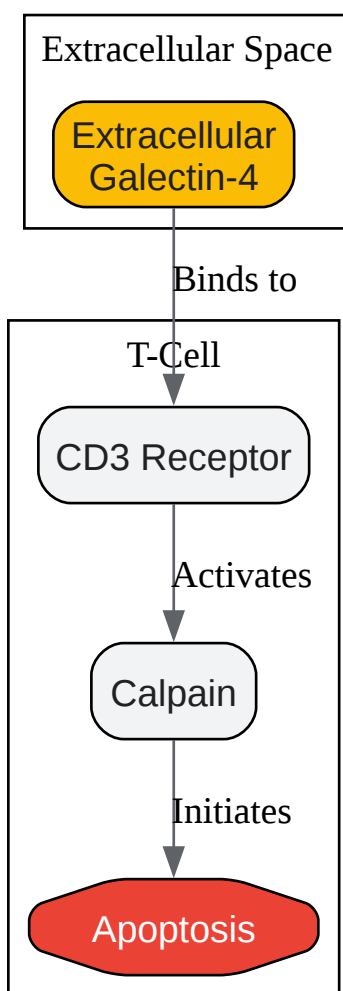 Extracellular Space
Extracellular
Galectin-4
Binds to
T-Cell
CD3 Receptor
Activates
Calpain
Initiates
Apoptosis